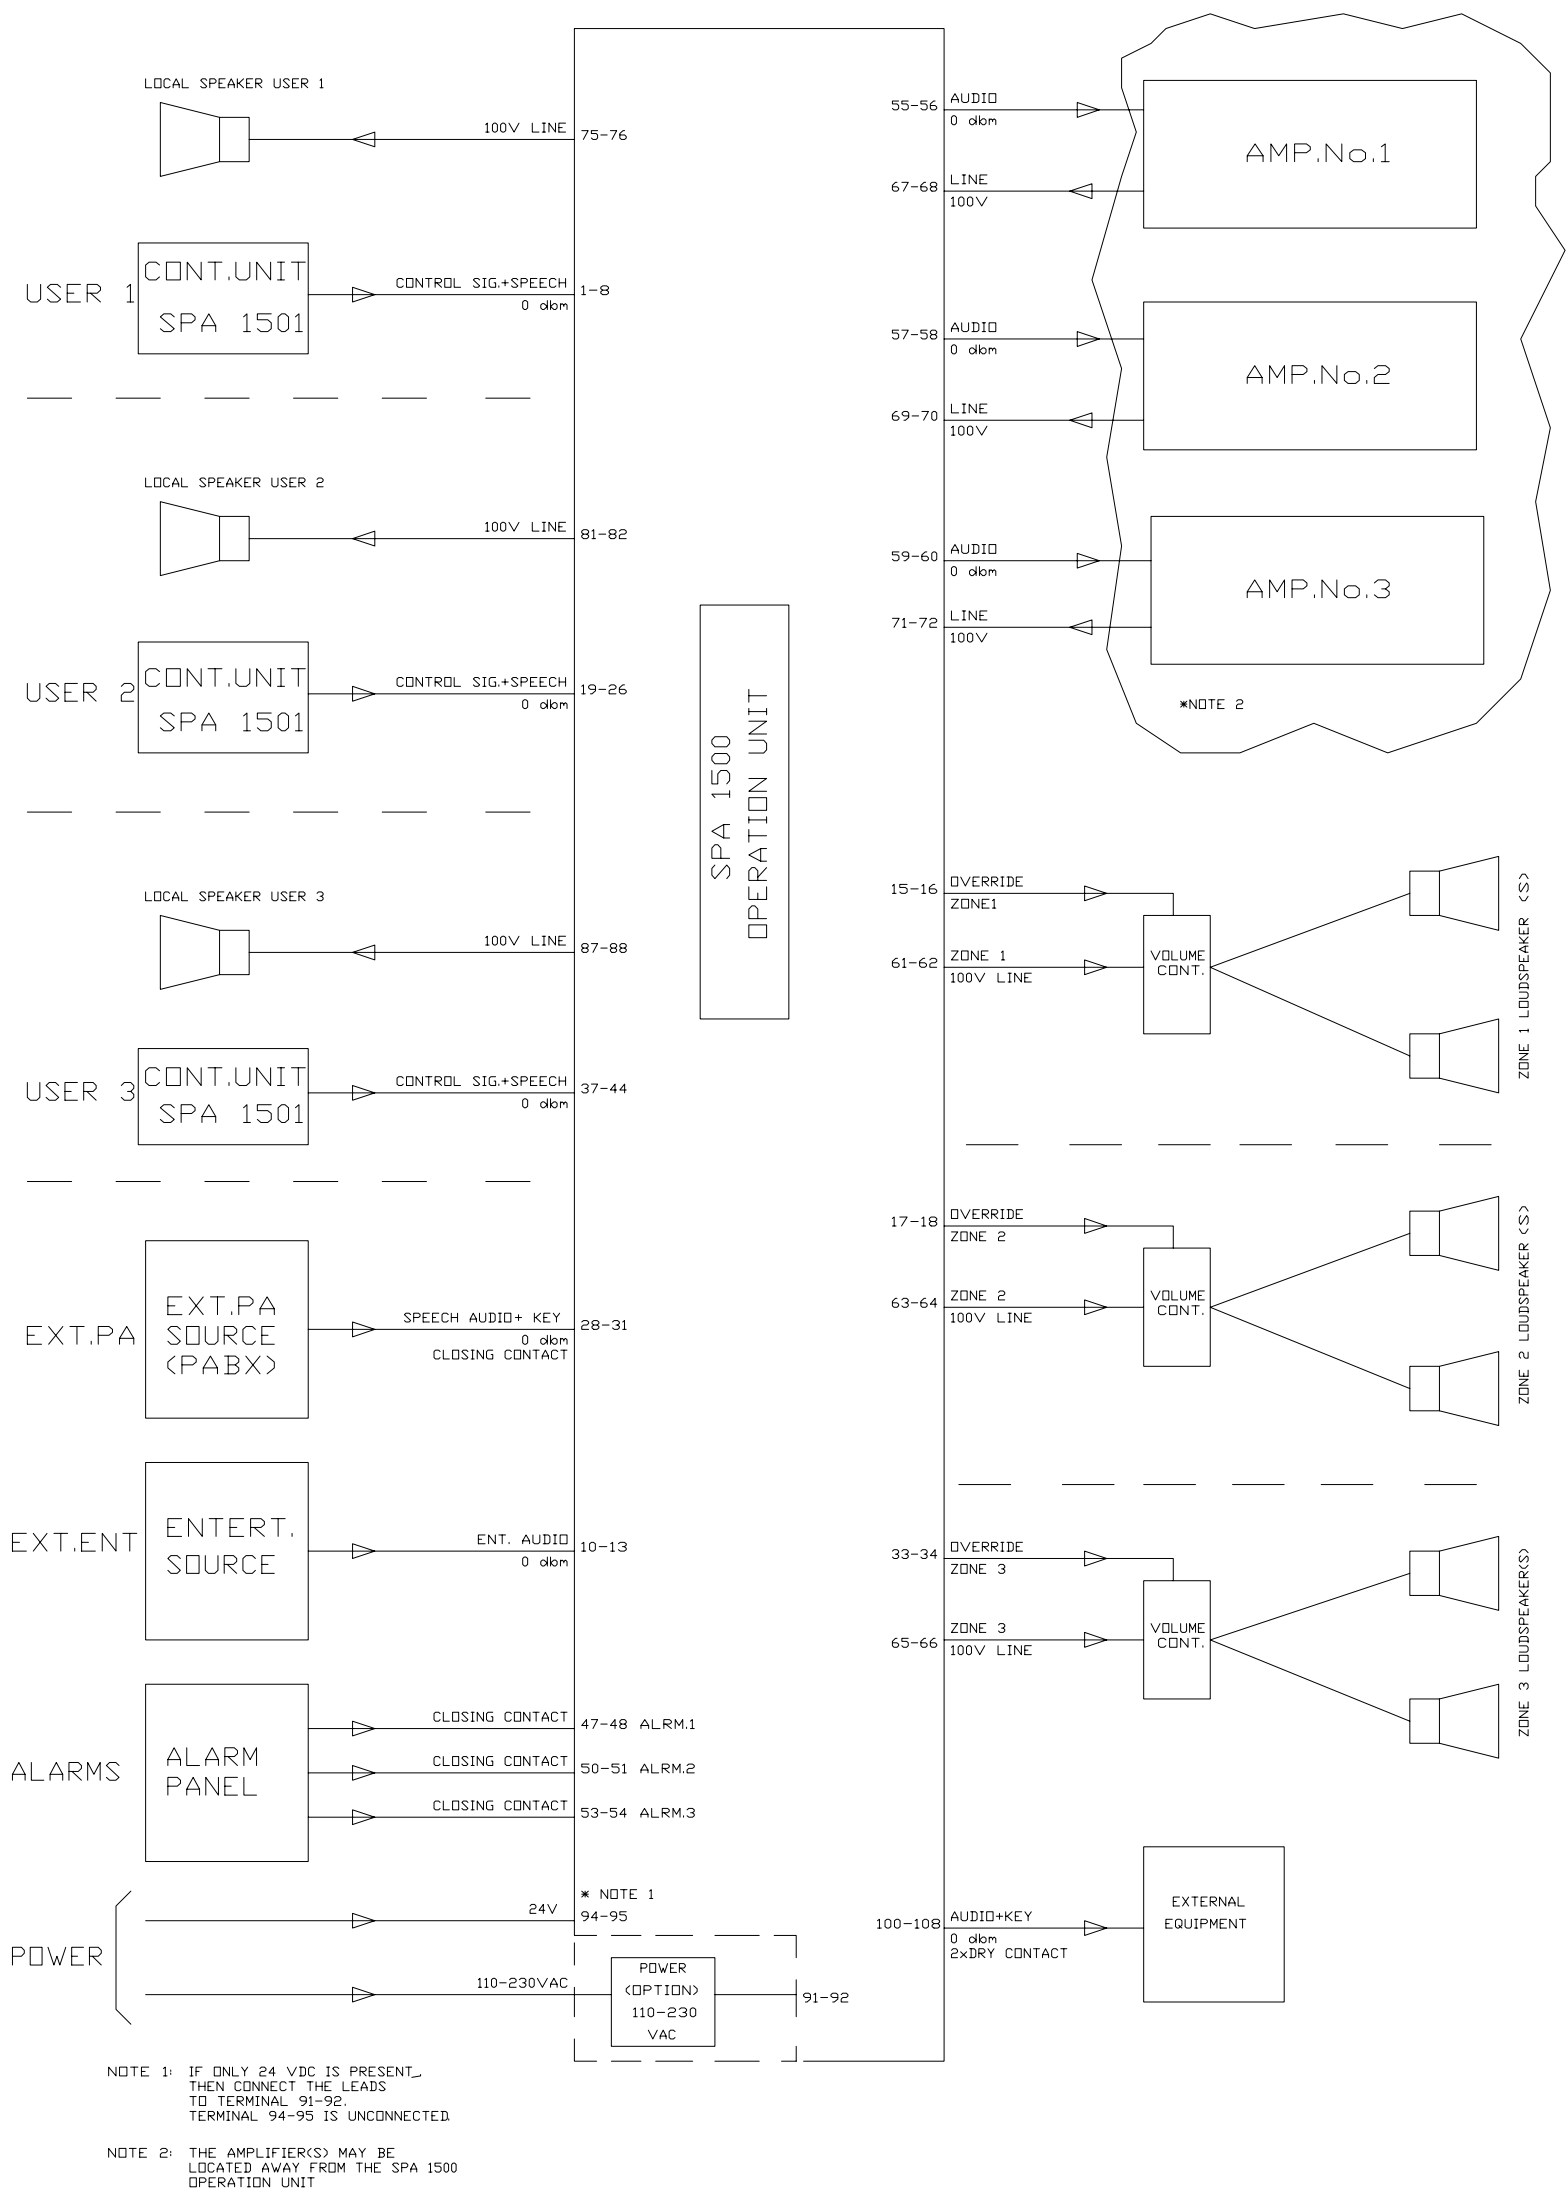 LOCAL SPEAKER USER 1
100V LINE
75-76
USER 1
CONT.UNIT
SPA 1501
CONTROL SIG.+SPEECH
0 dbm
1-8
LOCAL SPEAKER USER 2
100V LINE
81-82
USER 2
CONT.UNIT
SPA 1501
CONTROL SIG.+SPEECH
0 dbm
19-26
LOCAL SPEAKER USER 3
100V LINE
87-88
USER 3
CONT.UNIT
SPA 1501
CONTROL SIG.+SPEECH
0 dbm
37-44
EXT.PA
EXT.PA
SOURCE
(PABX)
SPEECH AUDIO+ KEY
0 dbm
CLOSING CONTACT
28-31
EXT.ENT
ENTERT.
SOURCE
ENT. AUDIO
0 dbm
10-13
ALARMS
ALARM
PANEL
CLOSING CONTACT
47-48 ALRM.1
CLOSING CONTACT
50-51 ALRM.2
CLOSING CONTACT
53-54 ALRM.3
POWER
24V
* NOTE 1
94-95
110-230VAC
POWER
(OPTION)
110-230
VAC
91-92
SPA 1500
OPERATION UNIT
55-56
AUDIO
0 dbm
67-68
LINE
100V
AMP.No.1
57-58
AUDIO
0 dbm
69-70
LINE
100V
AMP.No.2
59-60
AUDIO
0 dbm
71-72
LINE
100V
AMP.No.3
*NOTE 2
15-16
OVERRIDE
ZONE1
61-62
ZONE 1
100V LINE
VOLUME
CONT.
ZONE 1 LOUDSPEAKER (S)
17-18
OVERRIDE
ZONE 2
63-64
ZONE 2
100V LINE
VOLUME
CONT.
ZONE 2 LOUDSPEAKER (S)
33-34
OVERRIDE
ZONE 3
65-66
ZONE 3
100V LINE
VOLUME
CONT.
ZONE 3 LOUDSPEAKER(S)
100-108
AUDIO+KEY
0 dbm
2xDRY CONTACT
EXTERNAL
EQUIPMENT
NOTE 1: IF ONLY 24 VDC IS PRESENT,
THEN CONNECT THE LEADS
TO TERMINAL 91-92.
TERMINAL 94-95 IS UNCONNECTED.
NOTE 2: THE AMPLIFIER(S) MAY BE
LOCATED AWAY FROM THE SPA 1500
OPERATION UNIT